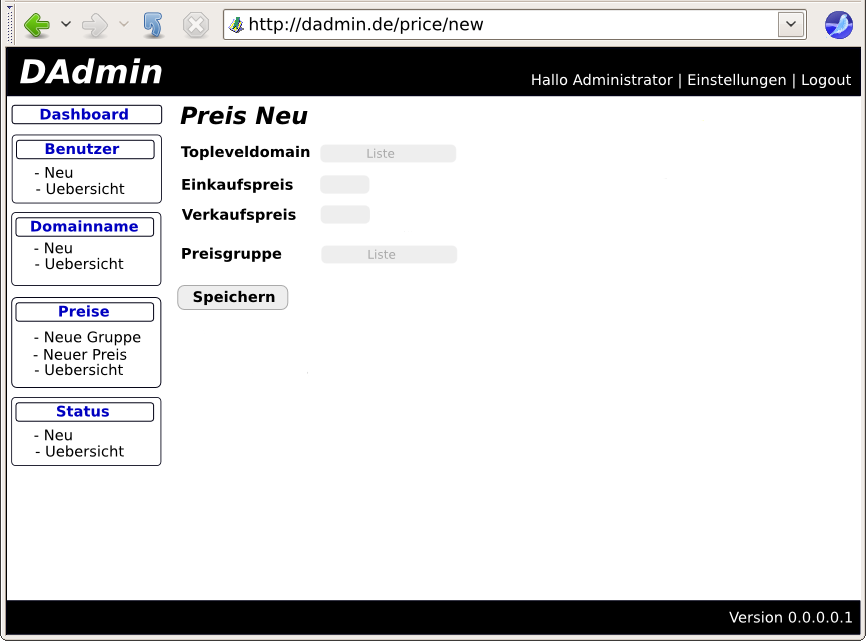 http://dadmin.de/price/new
DAdmin
Hallo Administrator | Einstellungen | Logout
Dashboard
Benutzer
- Neu
- Uebersicht
Domainname
- Neu
- Uebersicht
Preise
- Neue Gruppe
- Neuer Preis
- Uebersicht
Status
- Neu
- Uebersicht
Preis Neu
Topleveldomain Liste
Einkaufspreis
Verkaufspreis
Preisgruppe Liste
Speichern
Version 0.0.0.0.1